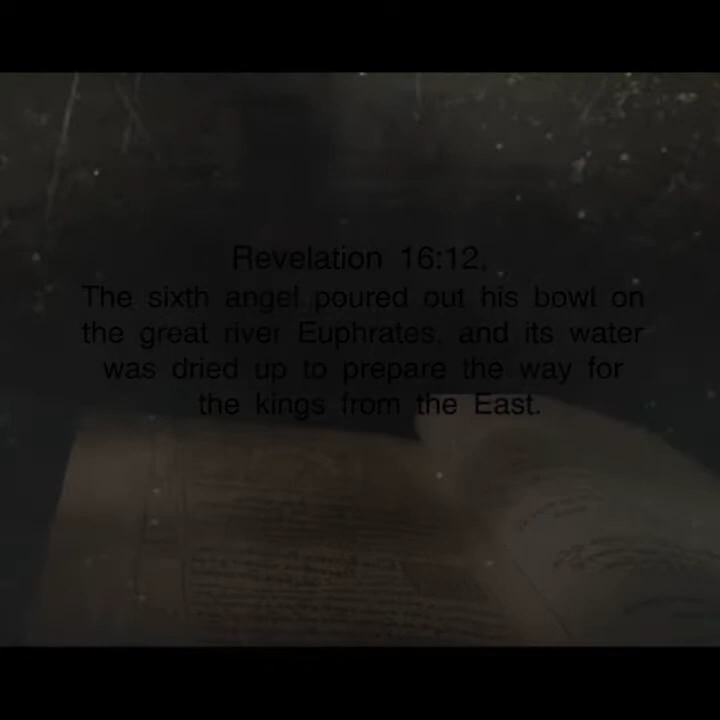 Revelation 16:12.
The sixth angel poured out his bowl on
the great river Euphrates, and its water
was dried up to prepare the way for
the kings from the East.